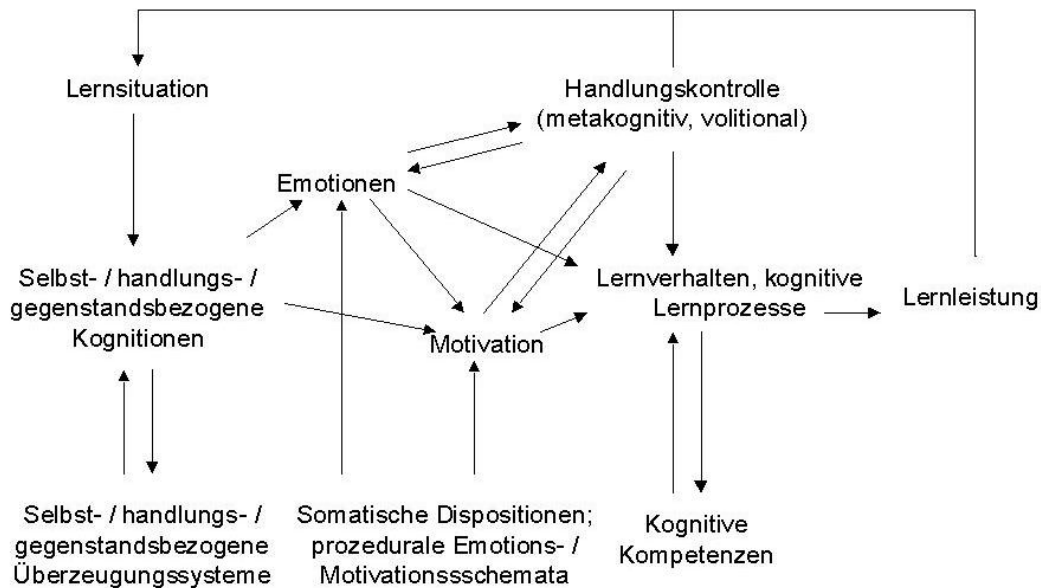 Lernsituation
Handlungskontrolle
(metakognitiv, volitional)
Emotionen
Selbst- / handlungs- /
gegenstandsbezogene
Kognitionen
Motivation
Lernverhalten, kognitive
Lernprozesse
Lernleistung
Selbst- / handlungs- /
gegenstandsbezogene
Überzeugungssysteme
Somatische Dispositionen;
prozedurale Emotions- /
Motivationssschemata
Kognitive
Kompetenzen